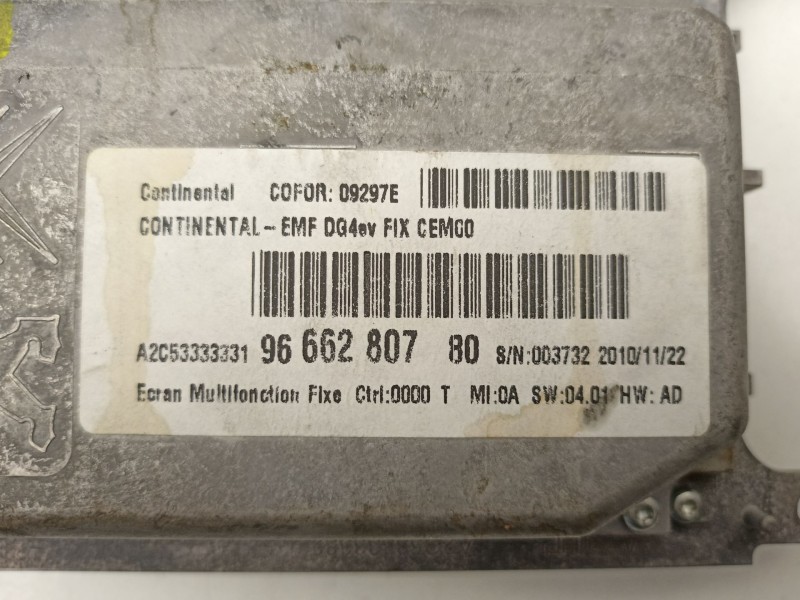 Continental COFOR: 09297E
CONTINENTAL- EMF DG4ev FIX CEM00
A2C53333331 96 662 807 80 S/N:003732 2010/11/22
Ecran Multifonction Fixe Ctrl:0000 T MI:0A SW:04.01 HW: AD